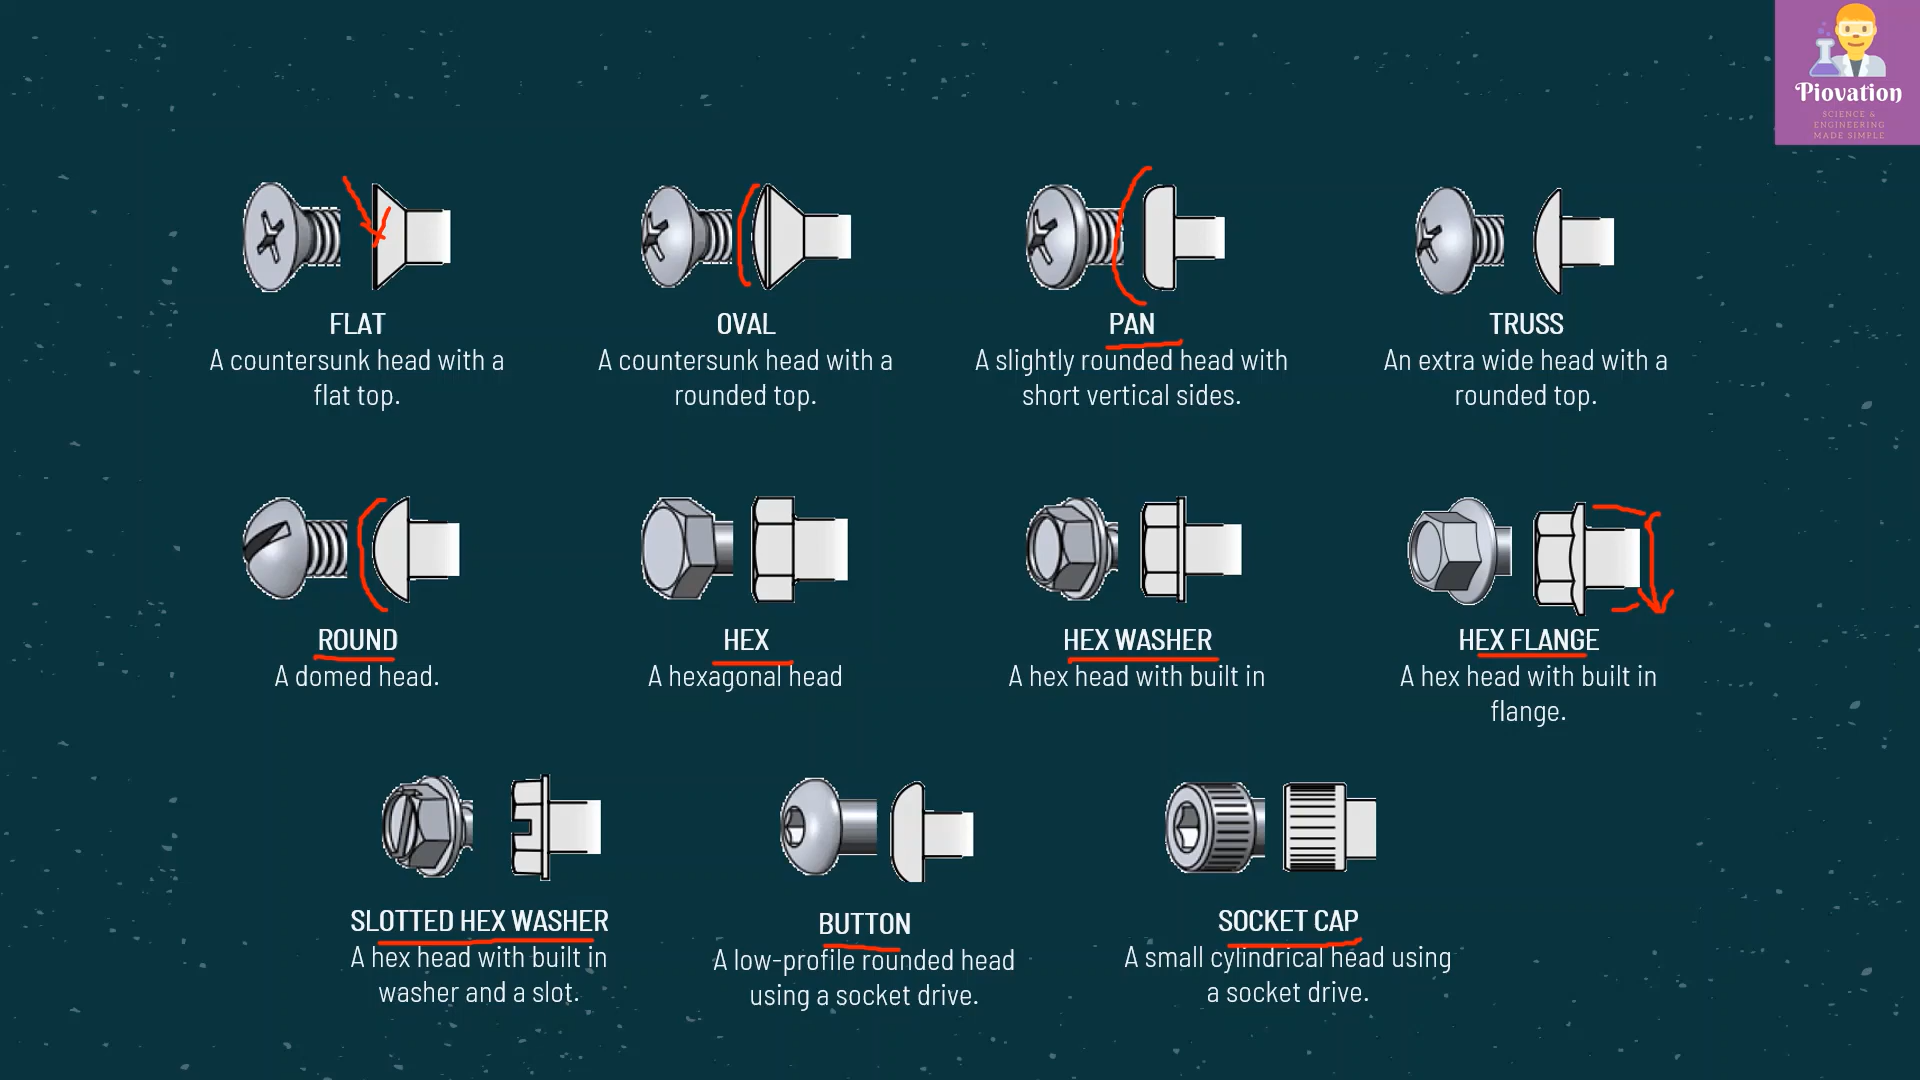 Piovation
SCIENCE &
ENGINEERING
MADE SIMPLE
FLAT
A countersunk head with a
flat top.
OVAL
A countersunk head with a
rounded top.
PAN
A slightly rounded head with
short vertical sides.
TRUSS
An extra wide head with a
rounded top.
ROUND
A domed head.
HEX
A hexagonal head
HEX WASHER
A hex head with built in
HEX FLANGE
A hex head with built in
flange.
SLOTTED HEX WASHER
A hex head with built in
washer and a slot.
BUTTON
A low-profile rounded head
using a socket drive.
SOCKET CAP
A small cylindrical head using
a socket drive.